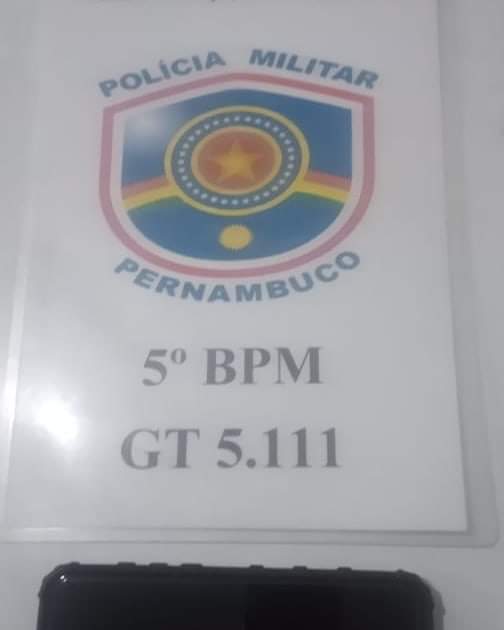 POLÍCIA MILITAR
PERNAMBUCO
5º BPM
GT 5.111